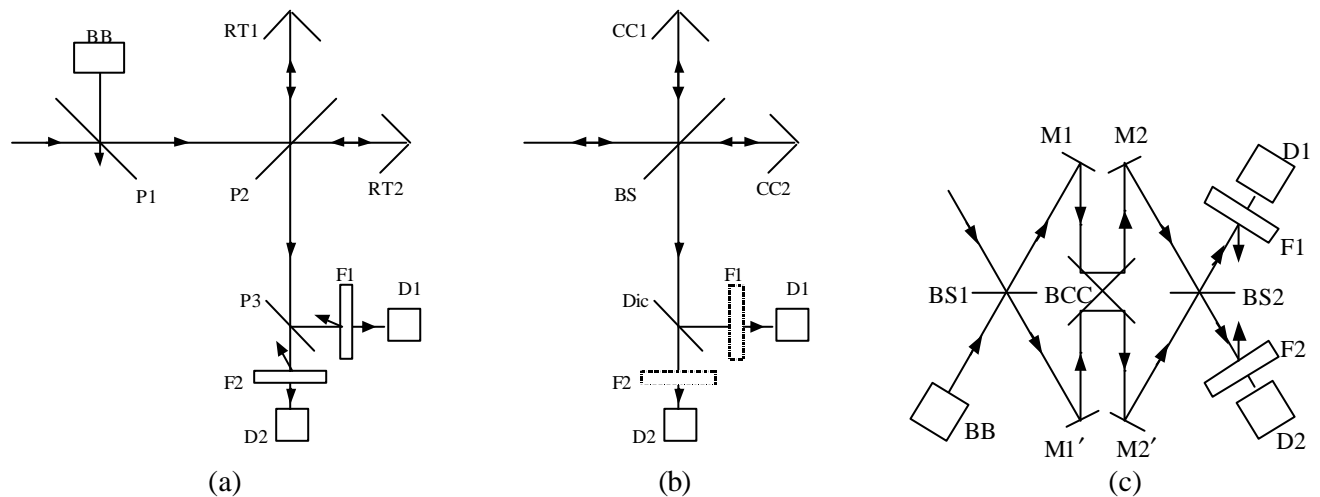 BB
RT1
P1
P2
RT2
P3
F1
D1
F2
D2
(a)
CC1
BS
CC2
Dic
F1
D1
F2
D2
(b)
M1
M2
D1
F1
BS1
BCC
BS2
F2
BB
M1′
M2′
D2
(c)